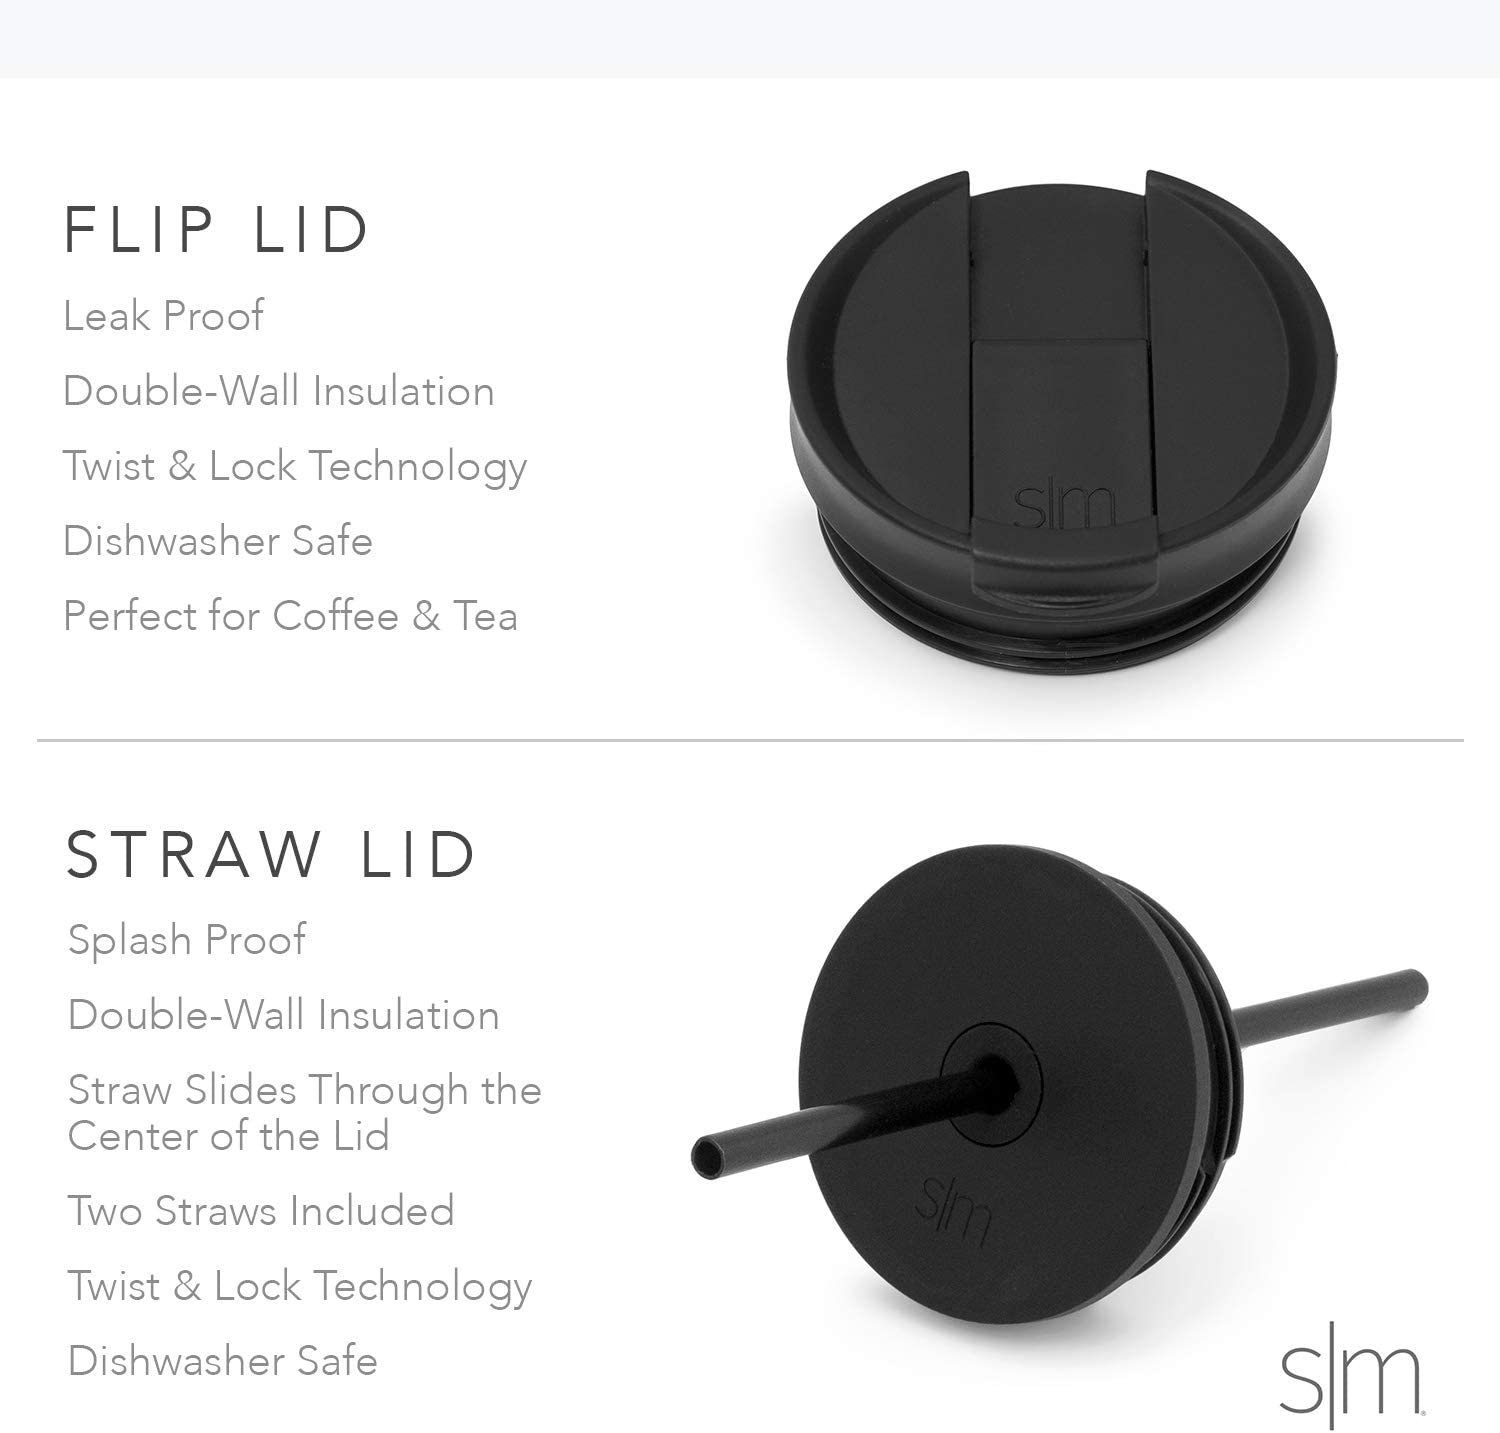 FLIP LID
Leak Proof
Double-Wall Insulation
Twist & Lock Technology
Dishwasher Safe
Perfect for Coffee & Tea
slm
STRAW LID
Splash Proof
Double-Wall Insulation
Straw Slides Through the
Center of the Lid
Two Straws Included
Twist & Lock Technology
Dishwasher Safe
s|m
s|m®